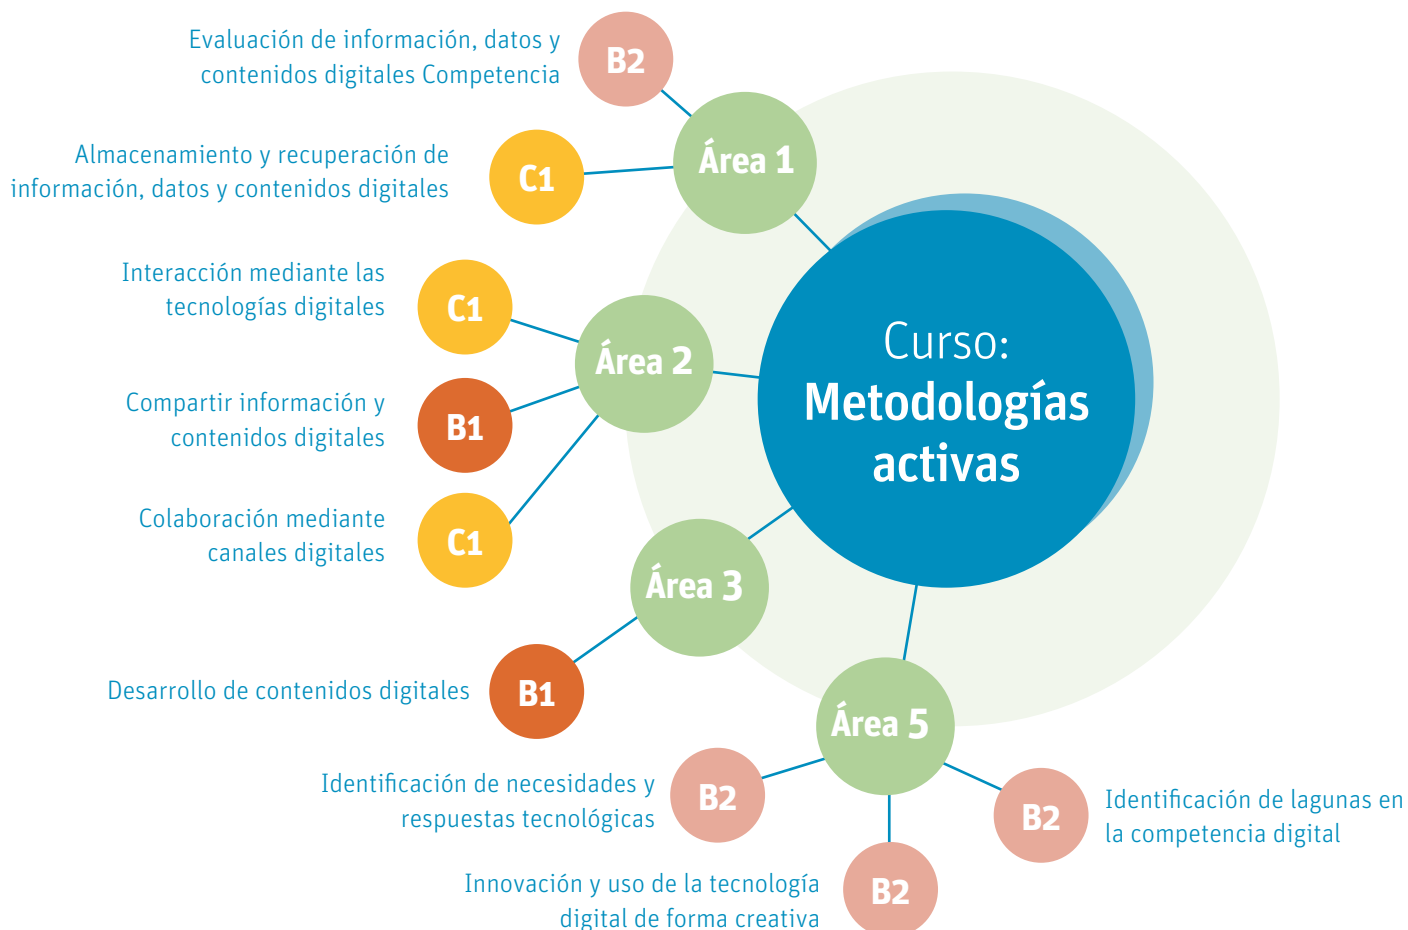 Evaluación de información, datos y
contenidos digitales Competencia
B2
Área 1
Almacenamiento y recuperación de
información, datos y contenidos digitales
C1
Interacción mediante las
tecnologías digitales
C1
Área 2
Compartir información y
contenidos digitales
B1
Colaboración mediante
canales digitales
C1
Curso:
Metodologías
activas
Área 3
Desarrollo de contenidos digitales
B1
Área 5
Identificación de necesidades y
respuestas tecnológicas
B2
Innovación y uso de la tecnología
digital de forma creativa
B2
B2
Identificación de lagunas en
la competencia digital